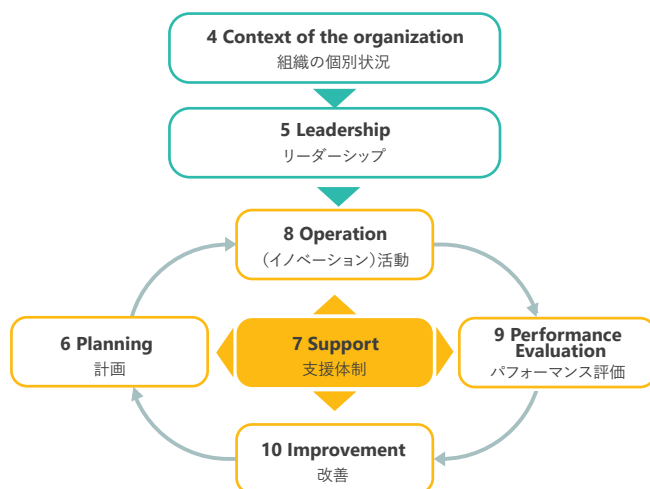 4 Context of the organization
組織の個別状況
5 Leadership
リーダーシップ
8 Operation
（イノベーション）活動
6 Planning
計画
7 Support
支援体制
9 Performance
Evaluation
パフォーマンス評価
10 Improvement
改善